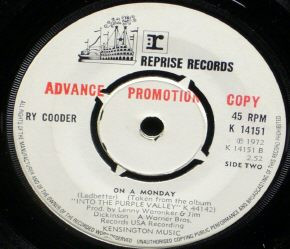 r
REPRISE RECORDS
ADVANCE PROMOTION COPY
RY COODER
45 RPM
K 14151
℗ 1972
K 14151 B
2.52
SIDE TWO
ON A MONDAY
(Ledbetter) (Taken from the album
"INTO THE PURPLE VALLEY" K 44142)
Prod. by Lenny Waronker & Jim
Dickinson A Warner Bros.
Records USA Recording
KENSINGTON MUSIC